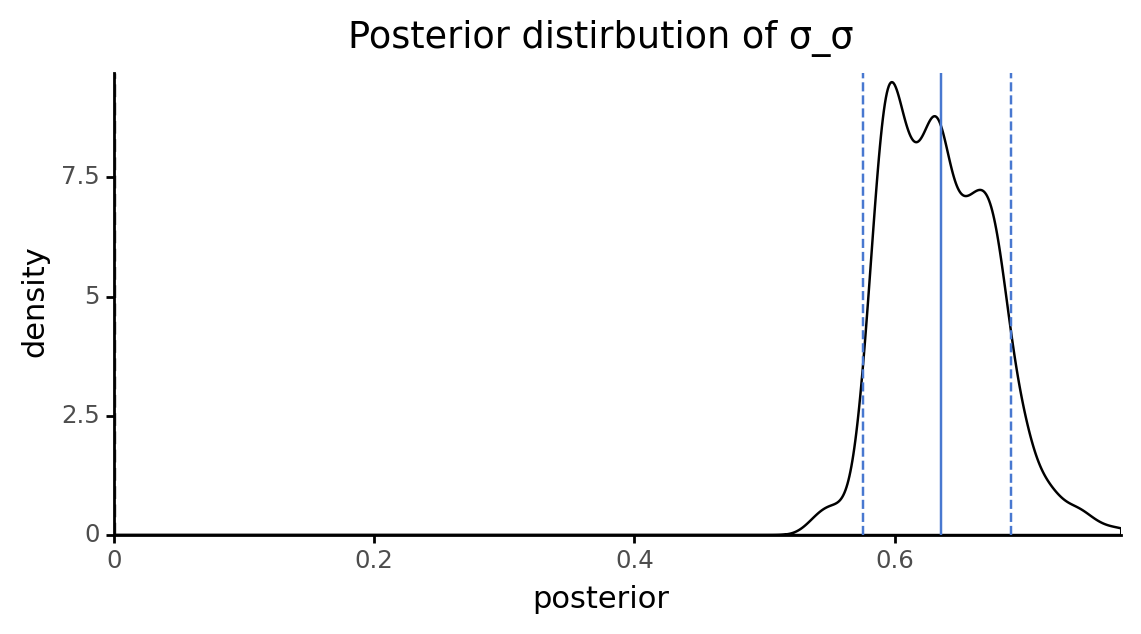 Posterior distirbution of σ_σ
density
7.5
5
2.5
0
0 0.2 0.4 0.6
posterior